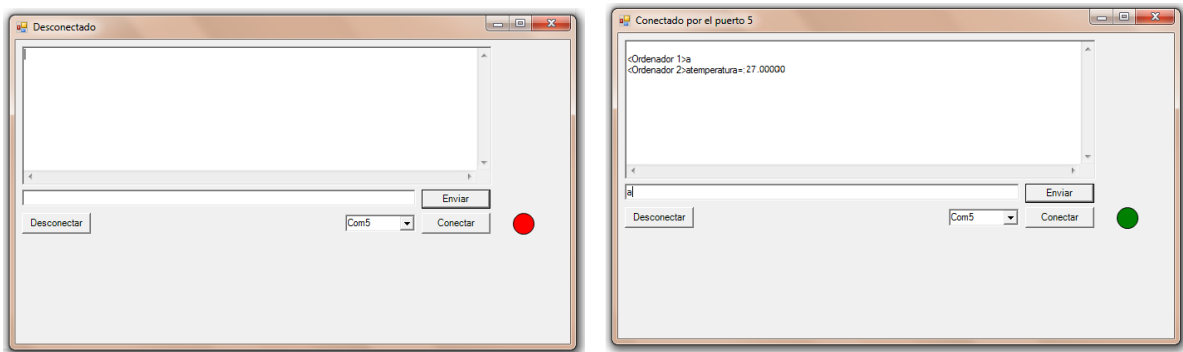 Desconectado
Enviar
Desconectar
Com5
Conectar
Conectado por el puerto 5
<Ordenador 1>a
<Ordenador 2>atemperatura=:27.00000
a
Enviar
Desconectar
Com5
Conectar